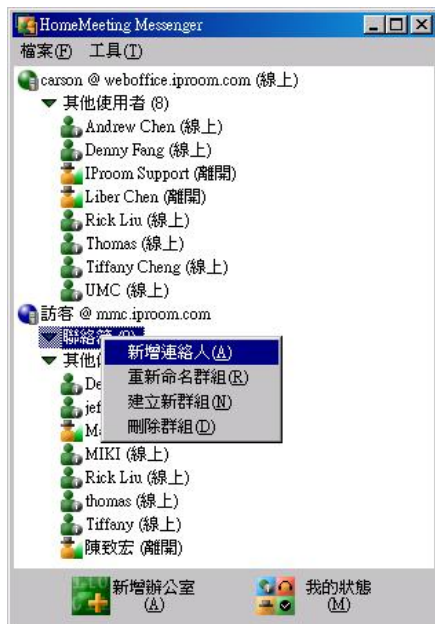 HomeMeeting Messenger
檔案(F) 工具(T)
carson @ weboffice.iproom.com (線上)
其他使用者 (8)
Andrew Chen (線上)
Denny Fang (線上)
IProom Support (離開)
Liber Chen (離開)
Rick Liu (線上)
Thomas (線上)
Tiffany Cheng (線上)
UMC (線上)
訪客 @ mmc.iproom.com
聯絡簿
新增連絡人(A)
其他
重新命名群組(R)
De
建立新群組(N)
jef
刪除群組(D)
Ma
MIKI (線上)
Rick Liu (線上)
thomas (線上)
Tiffany (線上)
陳致宏 (離開)
新增辦公室
(A)
我的狀態
(M)